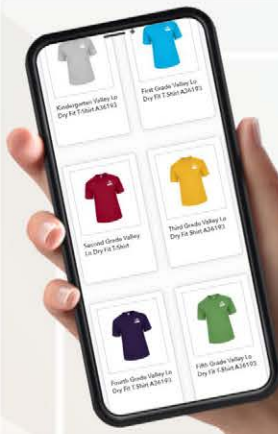 Kindergarten Valley Lo
Dry Fit T-Shirt A26193
First Grade Valley Lo
Dry Fit T-Shirt A26193
Second Grade Valley
Lo Dry Fit T-Shirt
Third Grade Valley Lo
Dry Fit Shirt A26193
Fourth Grade Valley Lo
Dry Fit T-Shirt A26193
Fifth Grade Valley Lo
Dry Fit T-Shirt A26193